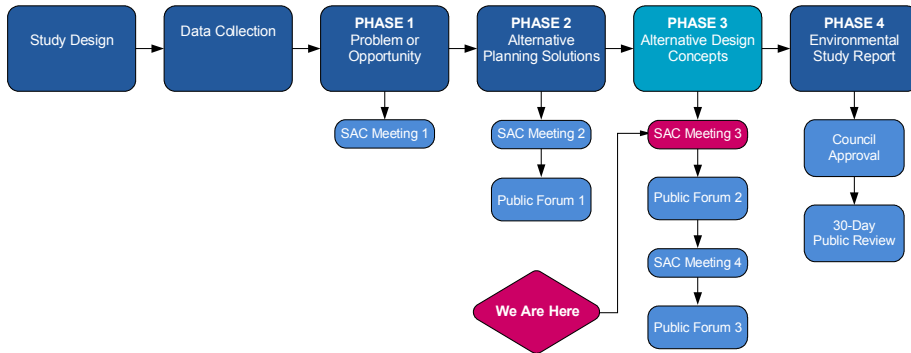 Study Design
Data Collection
PHASE 1
Problem or
Opportunity
PHASE 2
Alternative
Planning Solutions
PHASE 3
Alternative Design
Concepts
PHASE 4
Environmental
Study Report
SAC Meeting 1
SAC Meeting 2
Public Forum 1
SAC Meeting 3
Public Forum 2
SAC Meeting 4
Public Forum 3
Council
Approval
30-Day
Public Review
We Are Here